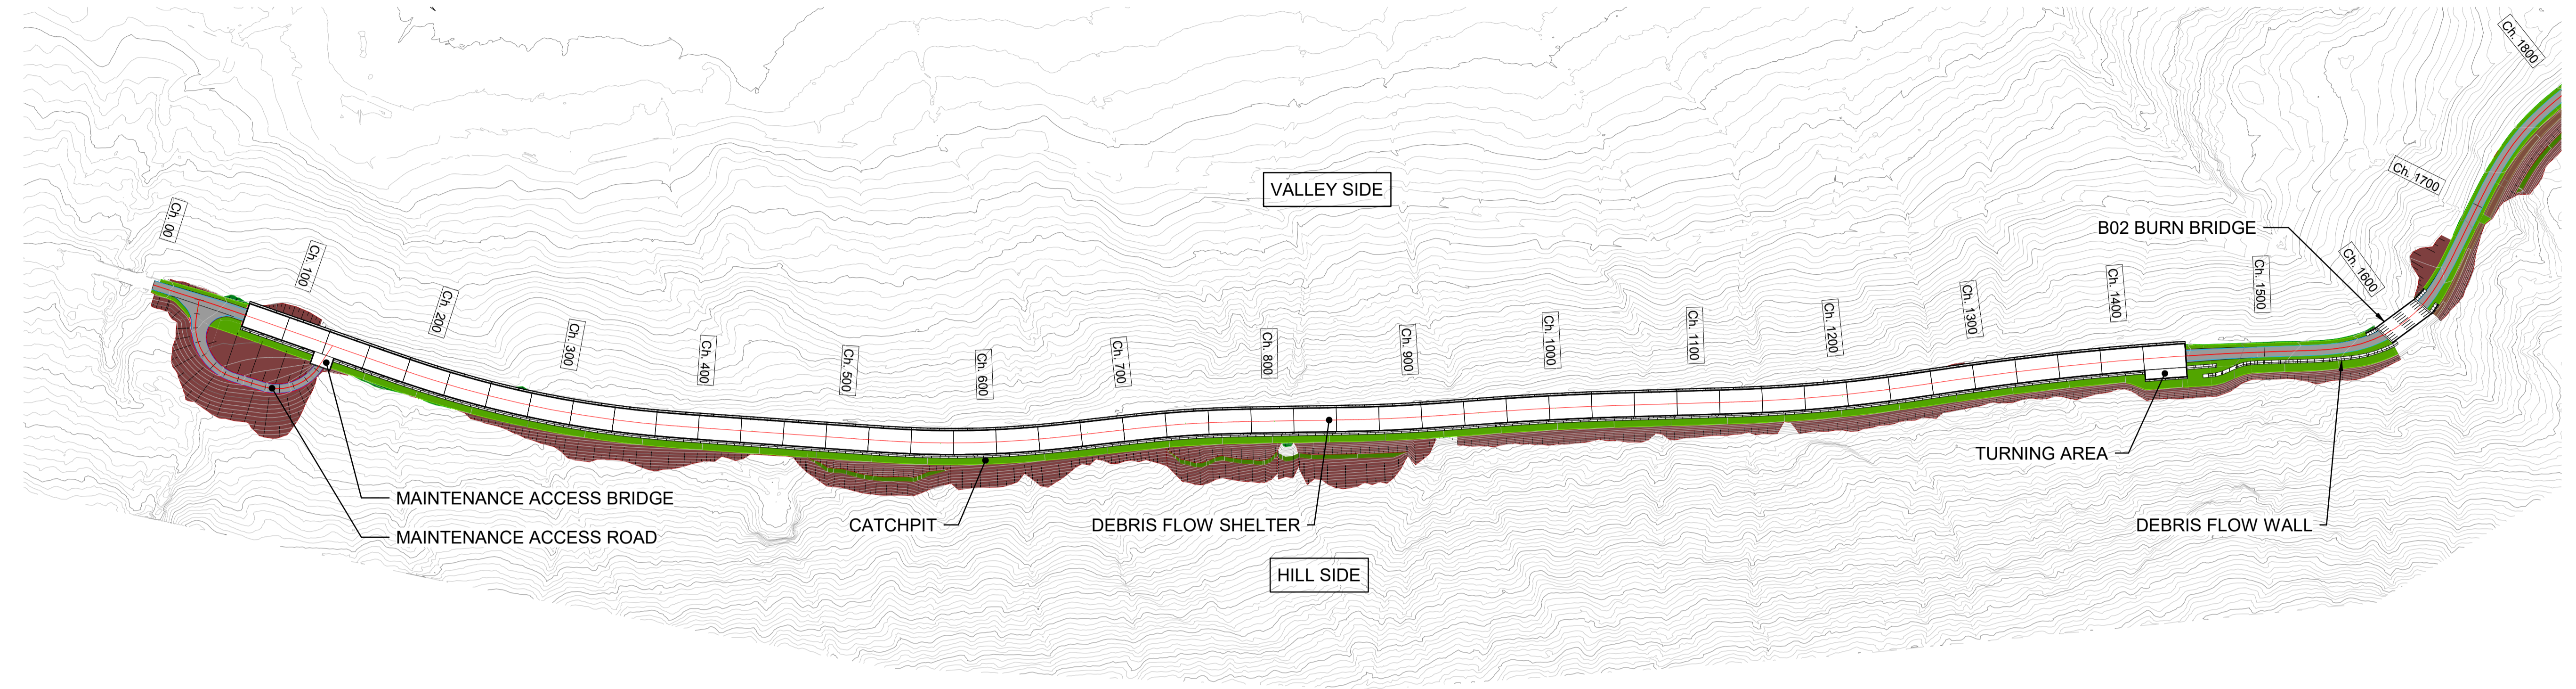 Ch. 1800
Ch. 1700
VALLEY SIDE
Ch. 00
Ch. 100
Ch. 200
Ch. 300
Ch. 400
Ch. 500
Ch. 600
Ch. 700
Ch. 800
Ch. 900
Ch. 1000
Ch. 1100
Ch. 1200
Ch. 1300
Ch. 1400
Ch. 1500
Ch. 1600
B02 BURN BRIDGE
TURNING AREA
MAINTENANCE ACCESS BRIDGE
MAINTENANCE ACCESS ROAD
CATCHPIT
DEBRIS FLOW SHELTER
DEBRIS FLOW WALL
HILL SIDE